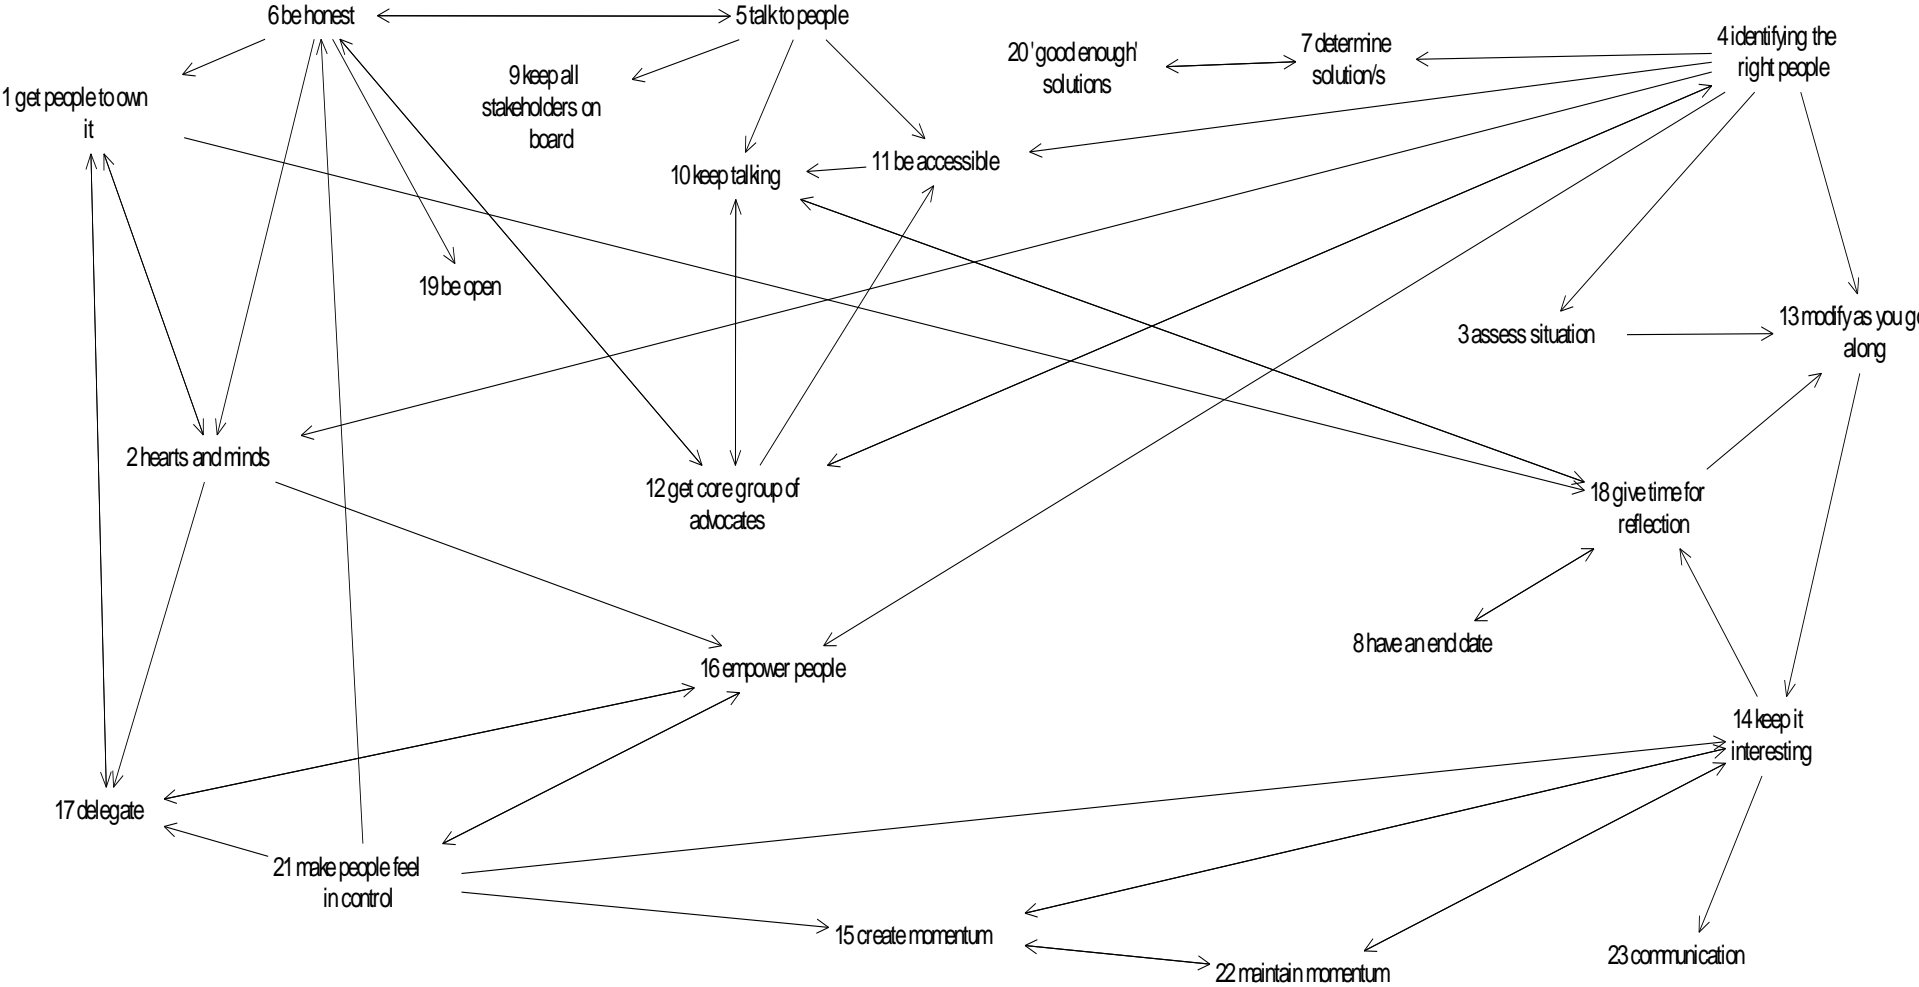 6 be honest
5 talk to people
4 identifying the
right people
20 'good enough'
solutions
7 determine
solution/s
9 keep all
stakeholders on
board
1 get people to own
it
11 be accessible
10 keep talking
19 be open
3 assess situation
13 modify as you go
along
2 hearts and minds
12 get core group of
advocates
18 give time for
reflection
8 have an end date
16 empower people
14 keep it
interesting
17 delegate
21 make people feel
in control
15 create momentum
22 maintain momentum
23 communication